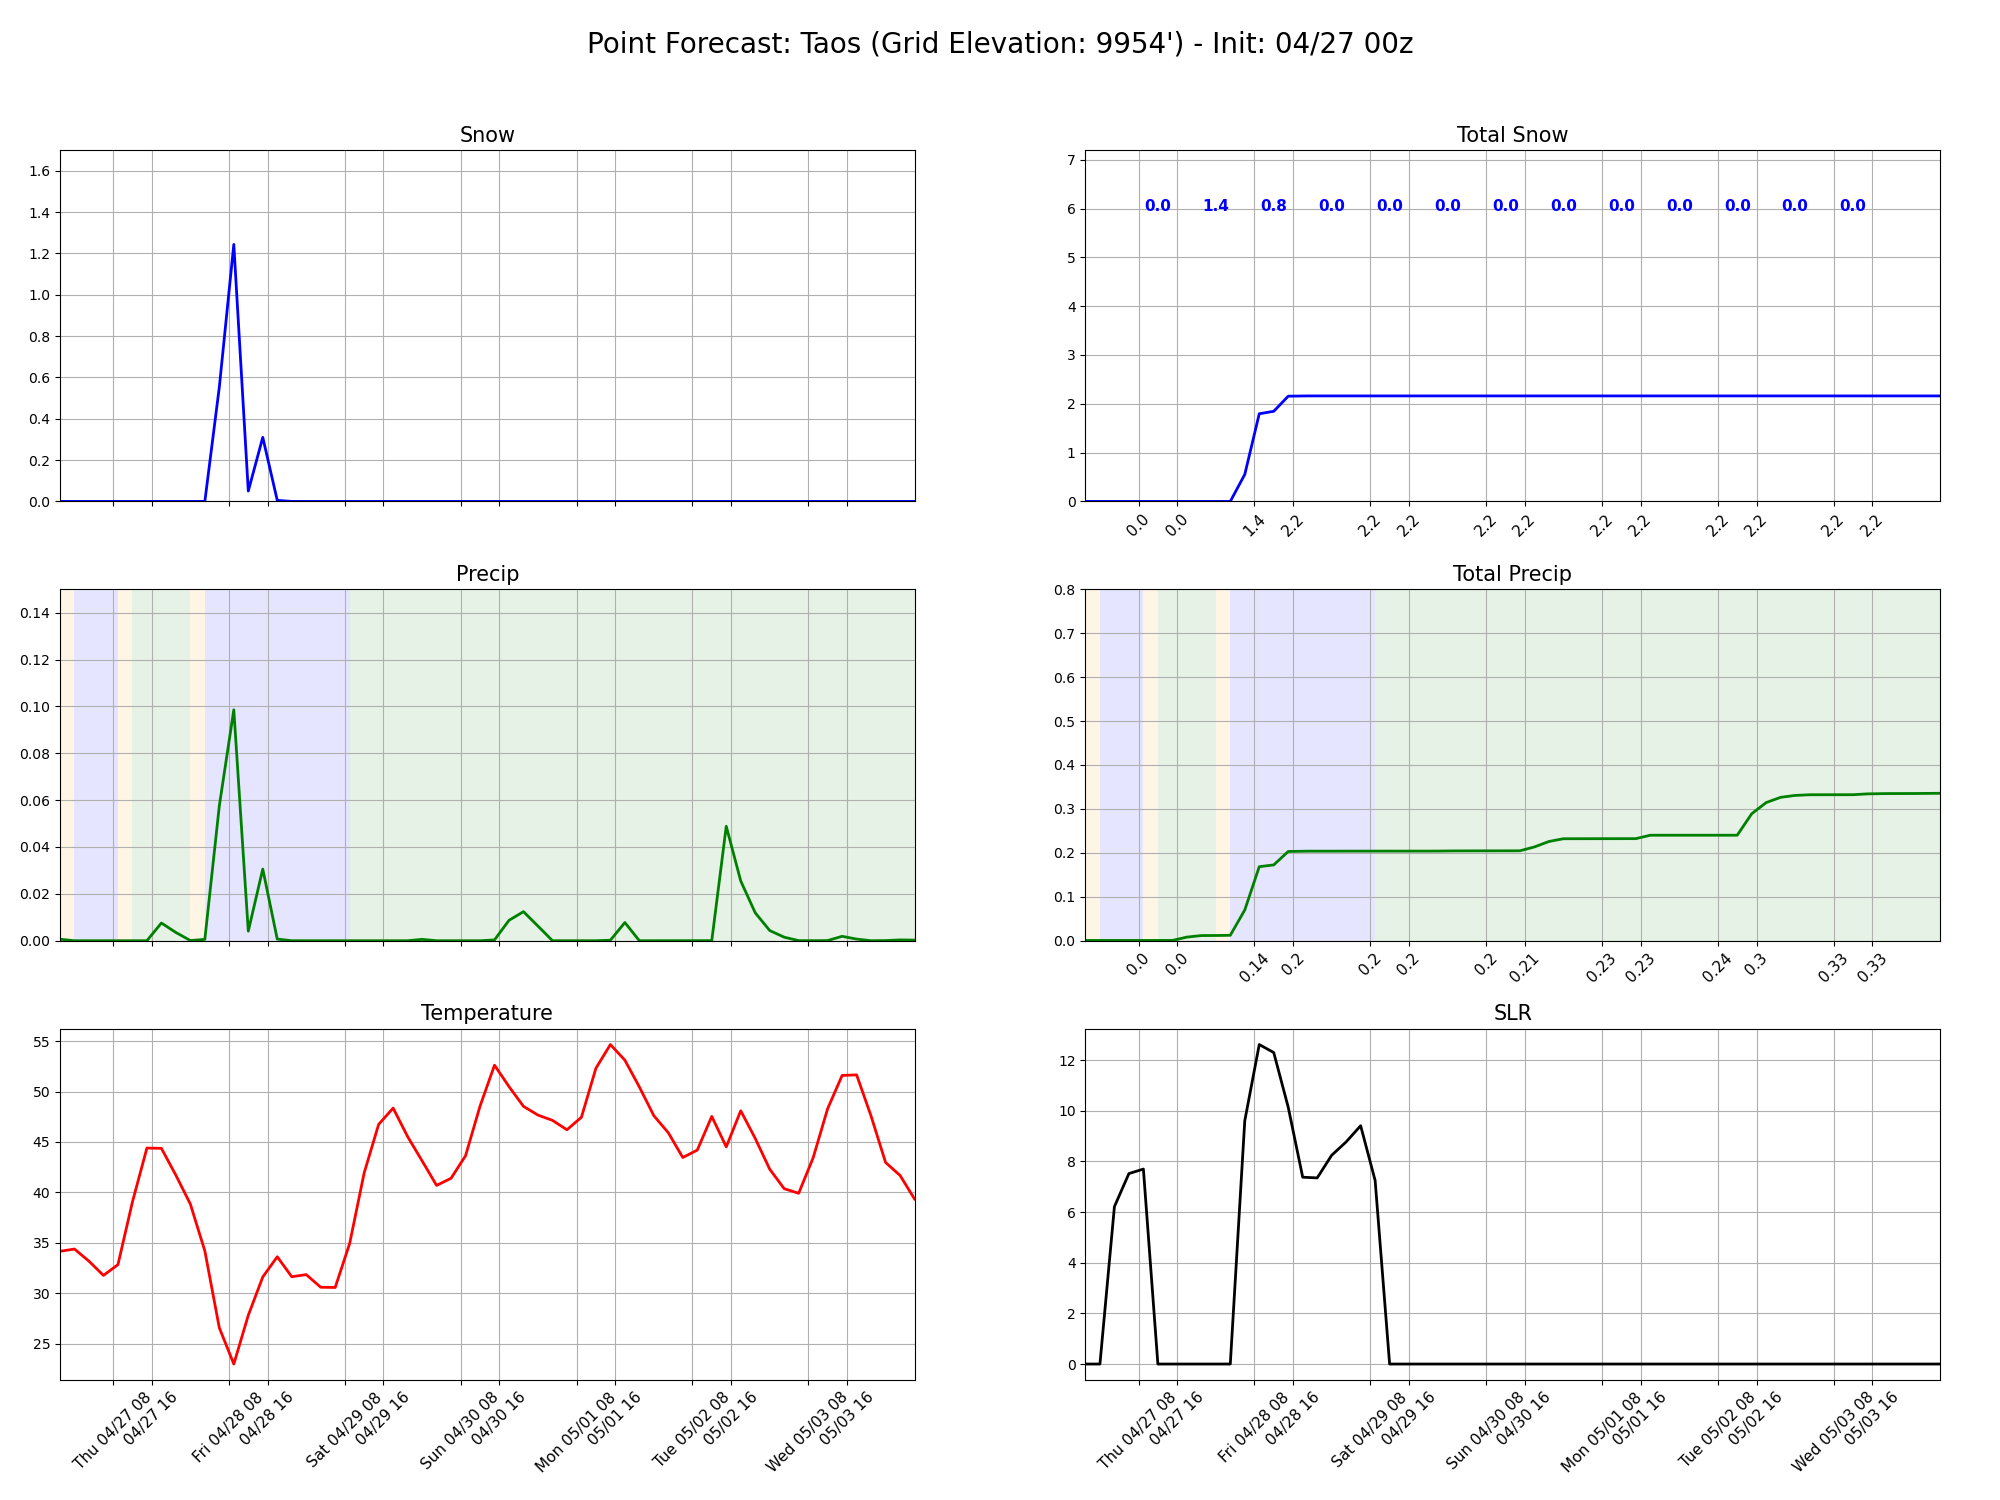 Point Forecast: Taos (Grid Elevation: 9954') - Init: 04/27 00z
Snow
1.6
1.4
1.2
1.0
0.8
0.6
0.4
0.2
0.0
Total Snow
7
6
5
4
3
2
1
0
0.0 1.4 0.8 0.0 0.0 0.0 0.0 0.0 0.0 0.0 0.0 0.0 0.0
0.0 0.0 1.4 2.2 2.2 2.2 2.2 2.2 2.2 2.2 2.2 2.2 2.2 2.2
Precip
0.14
0.12
0.10
0.08
0.06
0.04
0.02
0.00
Total Precip
0.8
0.7
0.6
0.5
0.4
0.3
0.2
0.1
0.0
0.0 0.0 0.14 0.2 0.2 0.2 0.2 0.21 0.23 0.23 0.24 0.3 0.33 0.33
Temperature
55
50
45
40
35
30
25
Thu 04/27 08
04/27 16
Fri 04/28 08
04/28 16
Sat 04/29 08
04/29 16
Sun 04/30 08
04/30 16
Mon 05/01 08
05/01 16
Tue 05/02 08
05/02 16
Wed 05/03 08
05/03 16
SLR
12
10
8
6
4
2
0
Thu 04/27 08
04/27 16
Fri 04/28 08
04/28 16
Sat 04/29 08
04/29 16
Sun 04/30 08
04/30 16
Mon 05/01 08
05/01 16
Tue 05/02 08
05/02 16
Wed 05/03 08
05/03 16